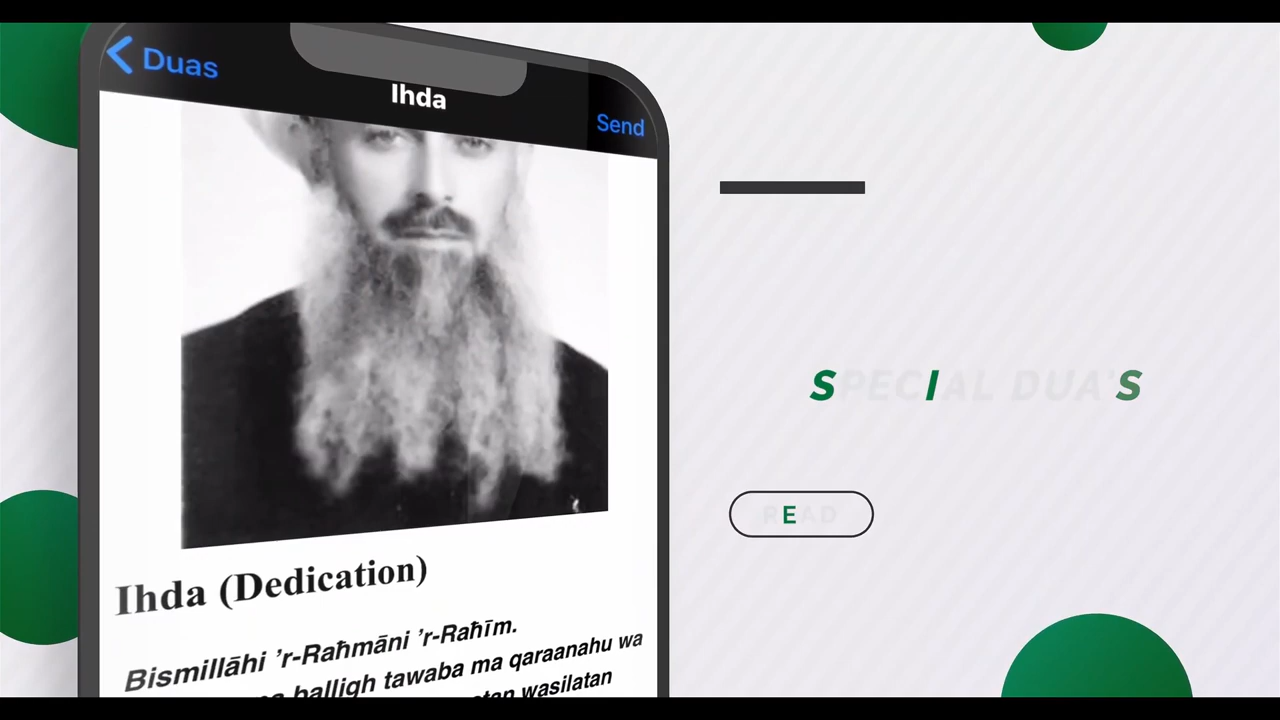 Duas
Ihda
Send
SPECIAL DUA'S
READ
Ihda (Dedication)
Bismillāhi ’r-Raħmāni ’r-Raħīm.
balligh tawaba ma qaraanahu wa
wasilatan